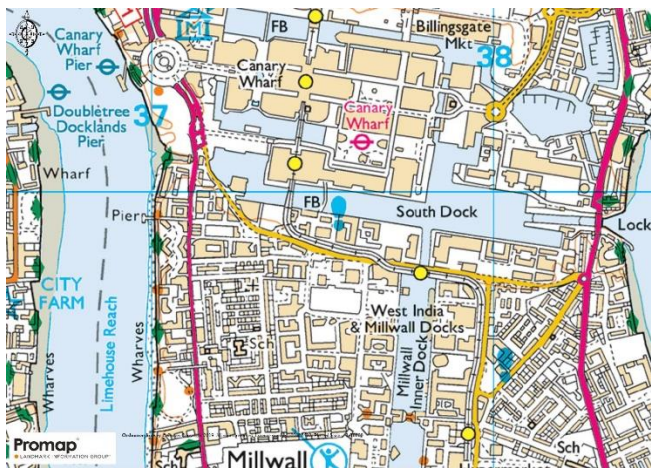 FB
Billingsgate
Mkt
38
Canary
Wharf
Pier
Canary
Wharf
Doubletree
Docklands
Pier
37
Canary
Wharf
Wharf
Pier
FB
South Dock
Lock
CITY
FARM
Limehouse Reach
Wharves
Wharves
West India
& Millwall Docks
Millwall
Inner Dock
Sch
Sch
Sch
Millwall
Promap
LANDMARK INFORMATION GROUP